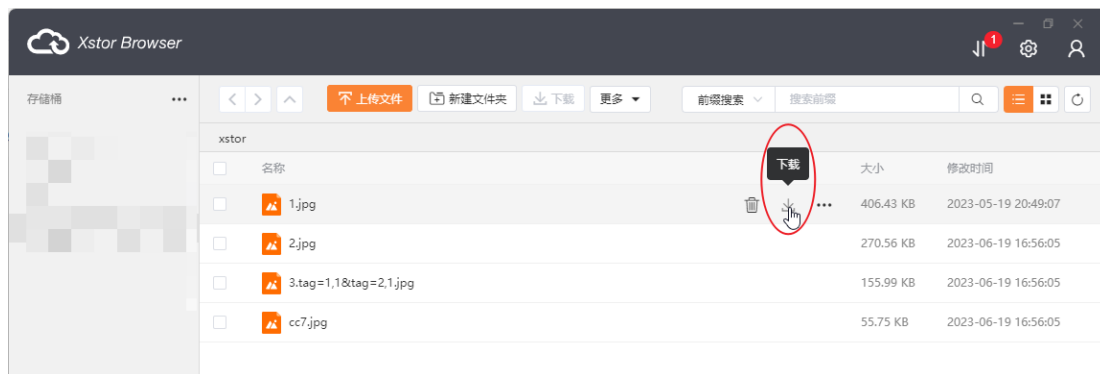 Xstor Browser
1
存储桶 •••
上传文件 新建文件夹 下载 更多 前缀搜索 搜索前缀
xstor
下载
名称 大小 修改时间
1.jpg 406.43 KB 2023-05-19 20:49:07
2.jpg 270.56 KB 2023-06-19 16:56:05
3.tag=1,1&tag=2,1.jpg 155.99 KB 2023-06-19 16:56:05
cc7.jpg 55.75 KB 2023-06-19 16:56:05